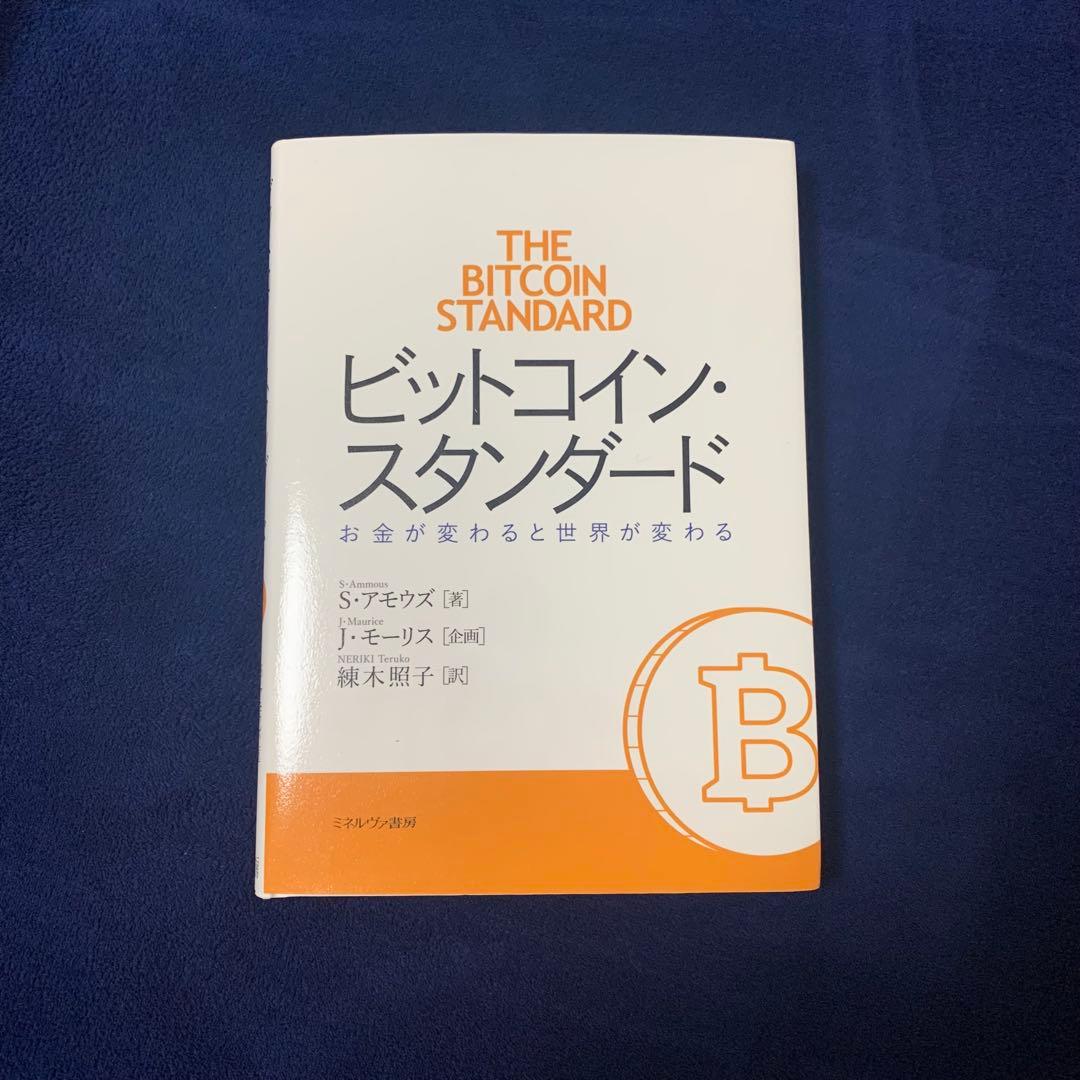 THE
BITCOIN
STANDARD
ビットコイン・
スタンダード
お金が変わると世界が変わる
S・Ammous
S・アモウズ［著］
J・Maurice
J・モーリス［企画］
NERIKI Teruko
練木照子［訳］
ミネルヴァ書房